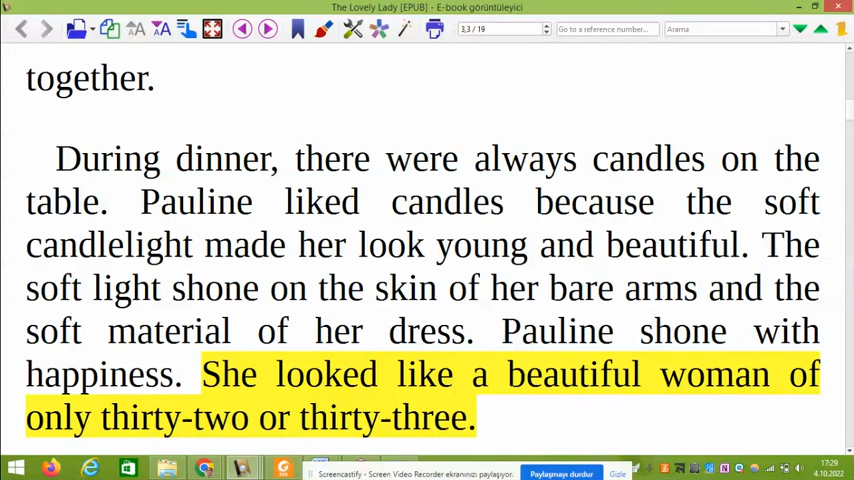 The Lovely Lady [EPUB] - E-book görüntüleyici
3,3 / 19
Go to a reference number...
Arama
together.
During dinner, there were always candles on the
table. Pauline liked candles because the soft
candlelight made her look young and beautiful. The
soft light shone on the skin of her bare arms and the
soft material of her dress. Pauline shone with
happiness. She looked like a beautiful woman of
only thirty-two or thirty-three.
Screencastify - Screen Video Recorder ekranınızı paylaşıyor.
Paylaşmayı durdur
Gizle
17:29
4.10.2022